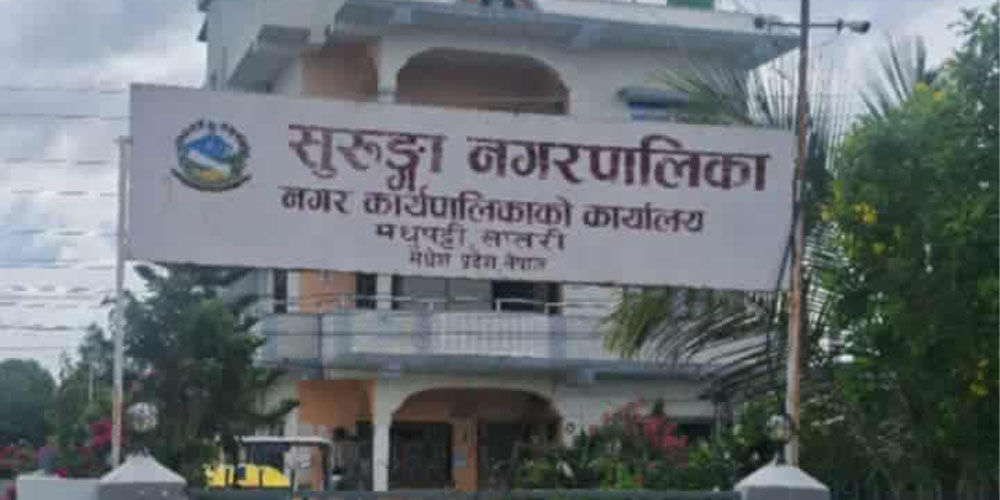 सुरुङ्गा नगरपालिका
नगर कार्यपालिकाको कार्यालय
मधुपट्टी, सप्तरी
मधेश प्रदेश, नेपाल